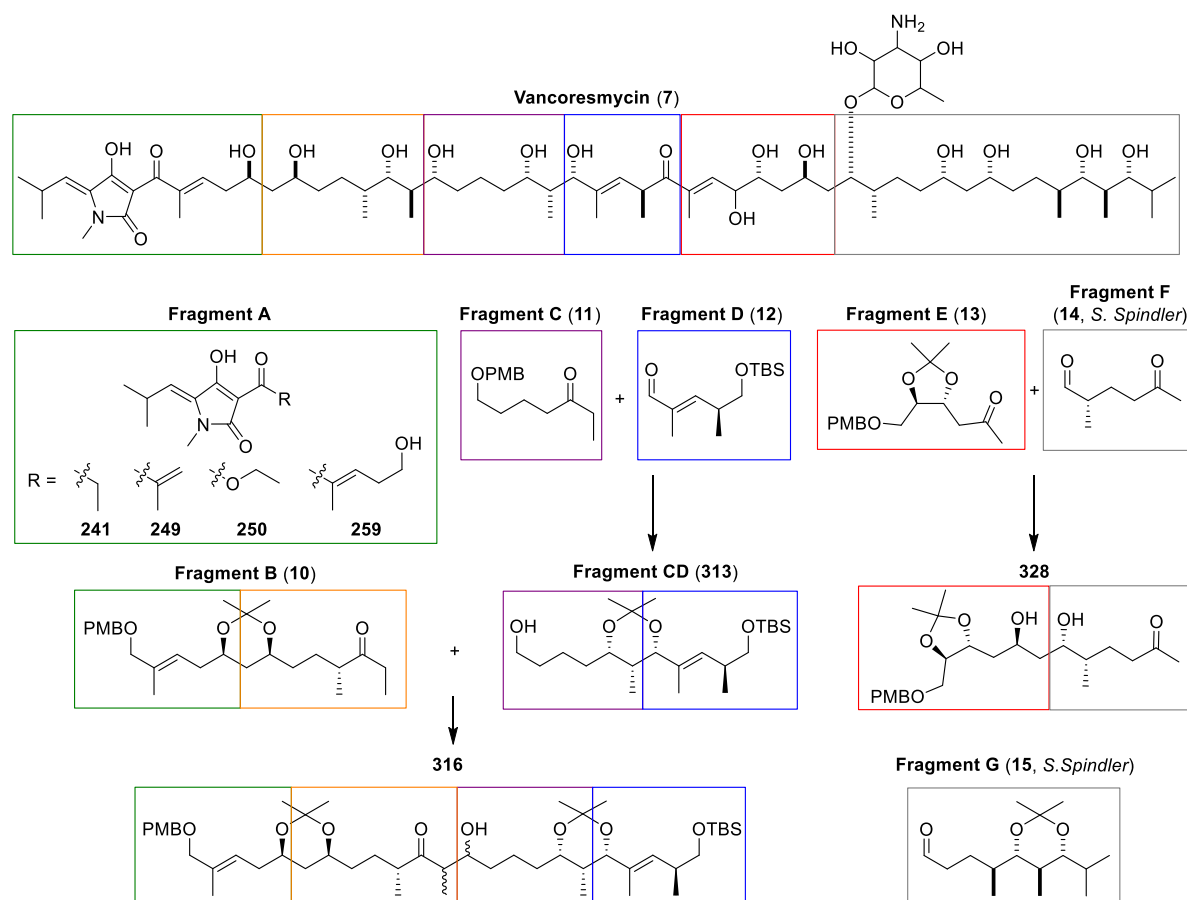 NH₂
HO OH
Vancoresmycin (7)
O O
OH O HO OH OH OH OH OH O OH OH OH OH OH OH
N O OH
Fragment A
Fragment C (11) Fragment D (12) Fragment E (13) Fragment F
(14, S. Spindler)
OH O
R
N O
OPMB O
+
O OTBS
O O
PMBO O
+
O O
OH
R =
O
241 249 250 259
Fragment B (10)
Fragment CD (313)
328
PMBO O O O
+
OH O O OTBS
O O OH OH O
PMBO
316
Fragment G (15, S.Spindler)
PMBO O O O OH O O OTBS
O O O